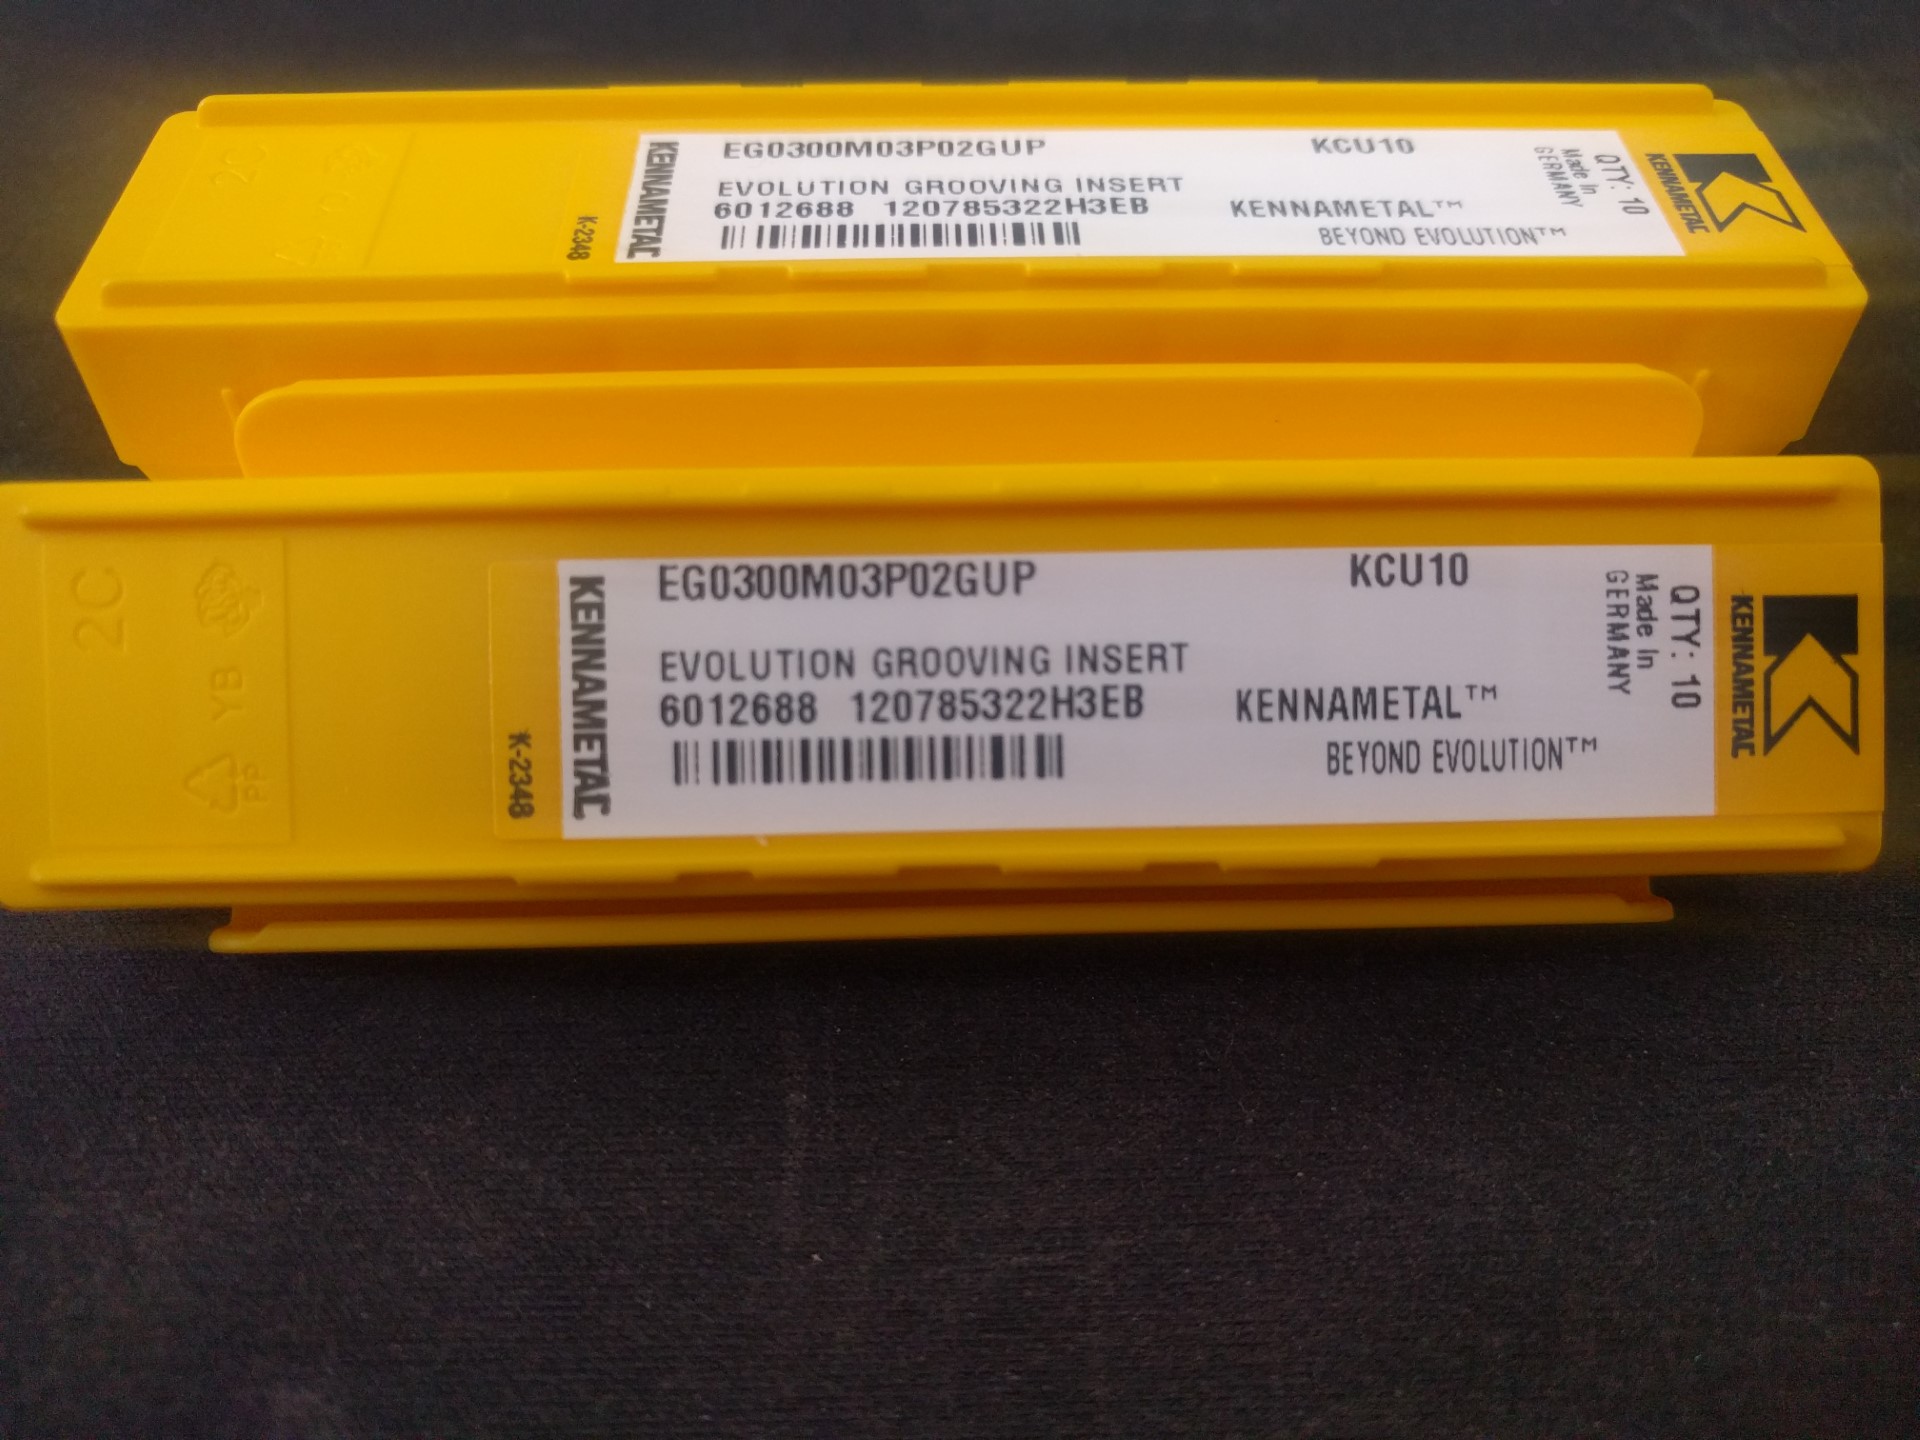 KENNAMETAL
K-2348
EG0300M03P02GUP KCU10
EVOLUTION GROOVING INSERT
6012688 120785322H3EB
KENNAMETAL™
BEYOND EVOLUTION™
QTY: 10
Made in
GERMANY
KENNAMETAL
2C
2C
YB
PP
KENNAMETAL
K-2348
EG0300M03P02GUP KCU10
EVOLUTION GROOVING INSERT
6012688 120785322H3EB
KENNAMETAL™
BEYOND EVOLUTION™
QTY: 10
Made in
GERMANY
KENNAMETAL